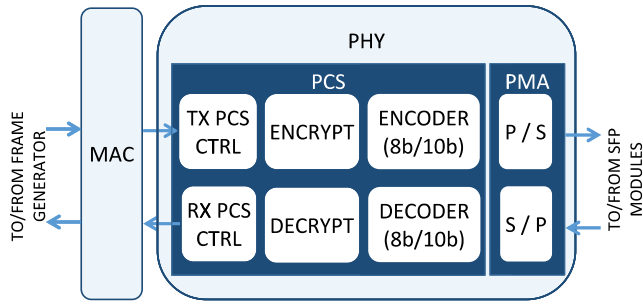 PHY
PCS
PMA
TO/FROM FRAME
GENERATOR
MAC
TX PCS
CTRL
ENCRYPT
ENCODER
(8b/10b)
P / S
RX PCS
CTRL
DECRYPT
DECODER
(8b/10b)
S / P
TO/FROM SFP
MODULES